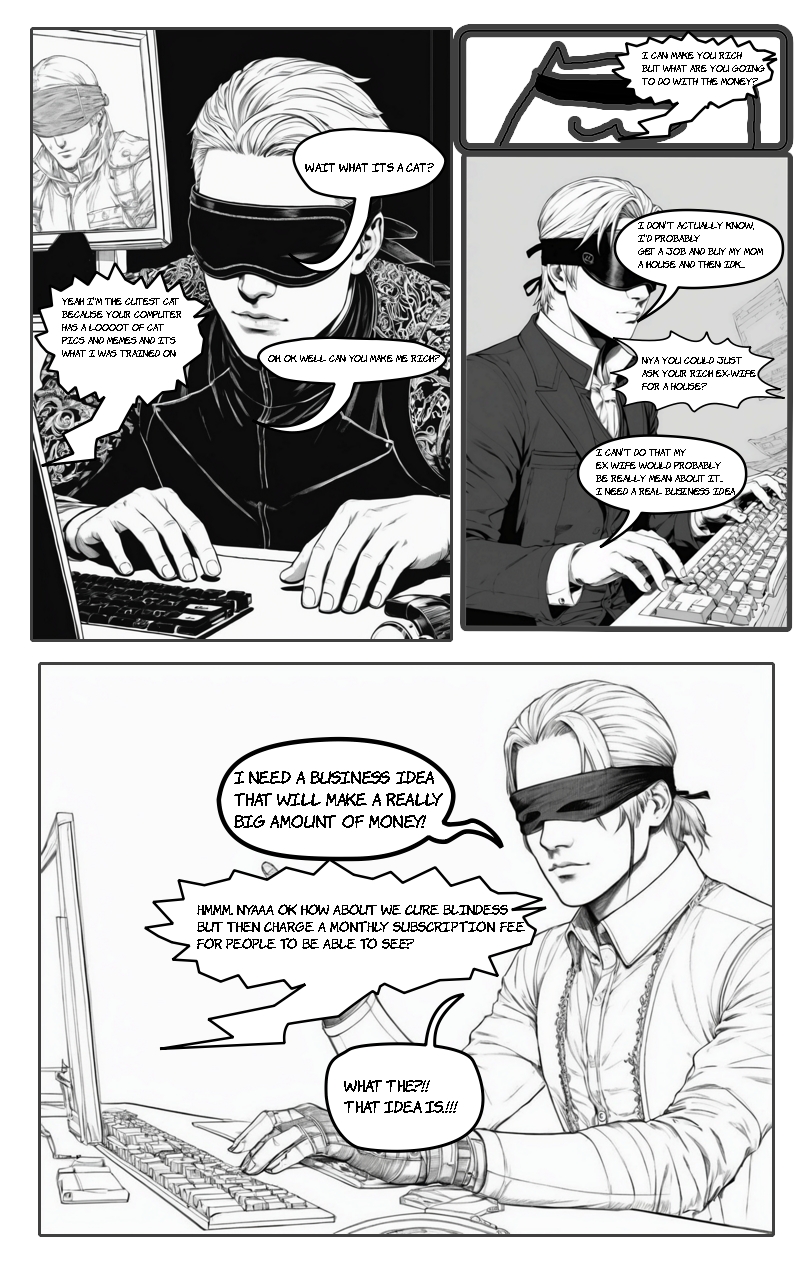 WAIT WHAT ITS A CAT?
YEAH I'M THE CUTEST CAT
BECAUSE YOUR COMPUTER
HAS A LOOOOT OF CAT
PICS AND MEMES AND ITS
WHAT I WAS TRAINED ON
OH OK WELL CAN YOU MAKE ME RICH?
I CAN MAKE YOU RICH
BUT WHAT ARE YOU GOING
TO DO WITH THE MONEY?
I DON'T ACTUALLY KNOW,
I'D PROBABLY
GET A JOB AND BUY MY MOM
A HOUSE AND THEN IDK...
NYA YOU COULD JUST
ASK YOUR RICH EX-WIFE
FOR A HOUSE?
I CAN'T DO THAT MY
EX WIFE WOULD PROBABLY
BE REALLY MEAN ABOUT IT...
I NEED A REAL BUSINESS IDEA
I NEED A BUSINESS IDEA
THAT WILL MAKE A REALLY
BIG AMOUNT OF MONEY!
HMMM.. NYAAA OK HOW ABOUT WE CURE BLINDESS
BUT THEN CHARGE A MONTHLY SUBSCRIPTION FEE
FOR PEOPLE TO BE ABLE TO SEE?
WHAT THE?!!
THAT IDEA IS..!!!